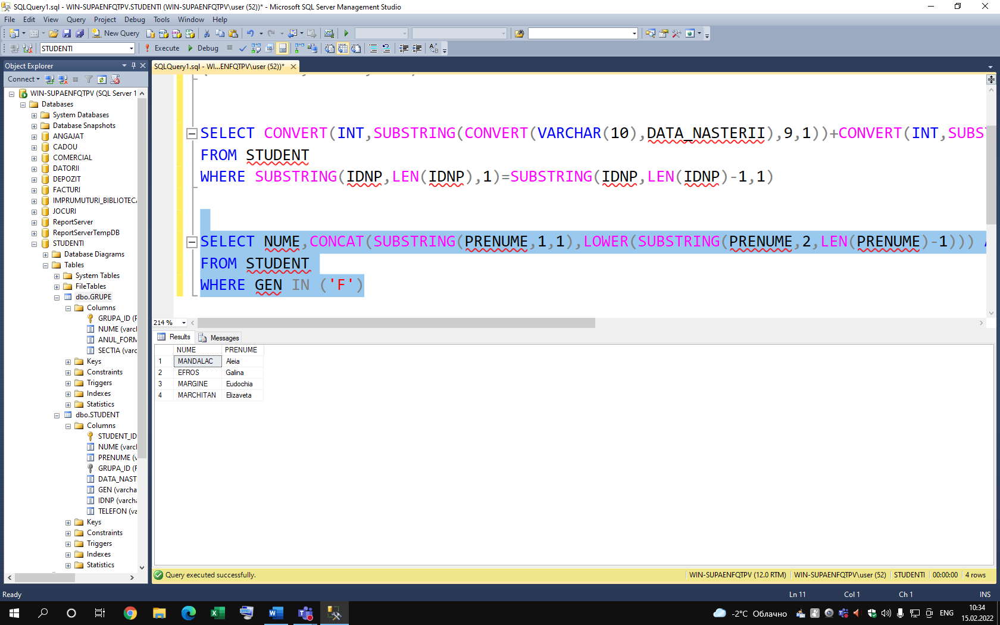 SQLQuery1.sql - WIN-SUPAENFQTPV.STUDENTI (WIN-SUPAENFQTPV\user (52))* - Microsoft SQL Server Management Studio
File Edit View Query Project Debug Tools Window Help
New Query
STUDENTI Execute Debug
Object Explorer
SQLQuery1.sql - WI...ENFQTPV\user (52))*
Connect
WIN-SUPAENFQTPV (SQL Server 1
Databases
System Databases
Database Snapshots
ANGAJAT
CADOU
COMERCIAL
DATORII
DEPOZIT
FACTURI
IMPRUMUTURI_BIBLIOTEC
JOCURI
ReportServer
ReportServerTempDB
STUDENTI
Database Diagrams
Tables
System Tables
FileTables
dbo.GRUPE
Columns
GRUPA_ID (
NUME (varcl
ANUL_FORM
SECTIA (varc
Keys
Constraints
Triggers
Indexes
Statistics
dbo.STUDENT
Columns
STUDENT_ID
NUME (varcl
PRENUME (v
GRUPA_ID (
DATA_NAST
GEN (varcha
IDNP (varcha
TELEFON (va
Keys
Constraints
Triggers
Indexes
Statistics
SELECT CONVERT(INT,SUBSTRING(CONVERT(VARCHAR(10),DATA_NASTERII),9,1))+CONVERT(INT,SUBS
FROM STUDENT
WHERE SUBSTRING(IDNP,LEN(IDNP),1)=SUBSTRING(IDNP,LEN(IDNP)-1,1)
SELECT NUME,CONCAT(SUBSTRING(PRENUME,1,1),LOWER(SUBSTRING(PRENUME,2,LEN(PRENUME)-1)))
FROM STUDENT
WHERE GEN IN ('F')
214 %
Results Messages
NUME PRENUME
1 MANDALAC Aleia
2 EFROS Galina
3 MARGINE Eudochia
4 MARCHITAN Elizaveta
Query executed successfully. WIN-SUPAENFQTPV (12.0 RTM) WIN-SUPAENFQTPV\user (52) STUDENTI 00:00:00 4 rows
Ready Ln 11 Col 1 Ch 1 INS
-2°C Облачно ENG 10:34
15.02.2022